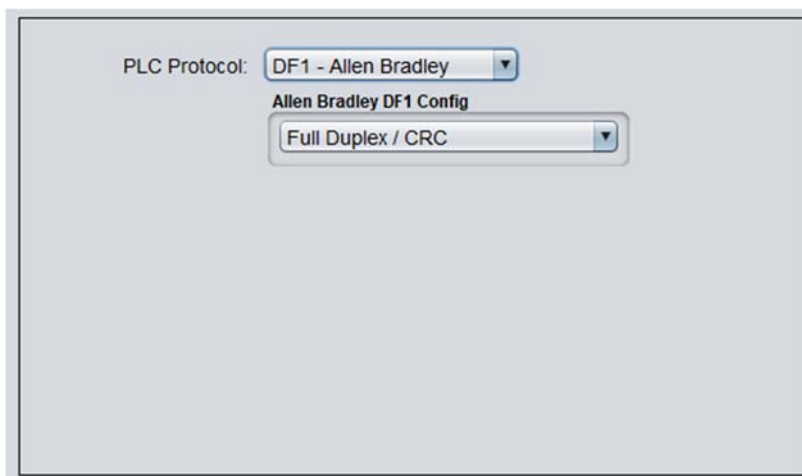 PLC Protocol: DF1 - Allen Bradley
Allen Bradley DF1 Config
Full Duplex / CRC